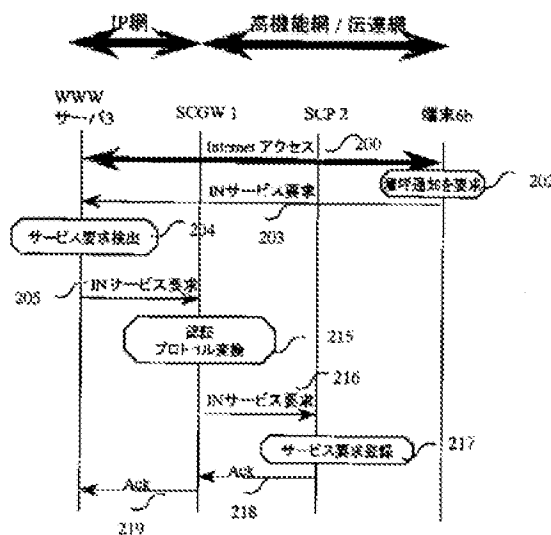 IP網
高機能網 / 伝達網
WWW
サーバ3
SCGW 1
SCP 2
端末6b
Internet アクセス
200
を要求
202
INサービス要求
203
サービス要求検出
204
205
INサービス要求
認証
プロトコル変換
215
216
INサービス要求
サービス要求登録
217
Ack
218
Ack
219